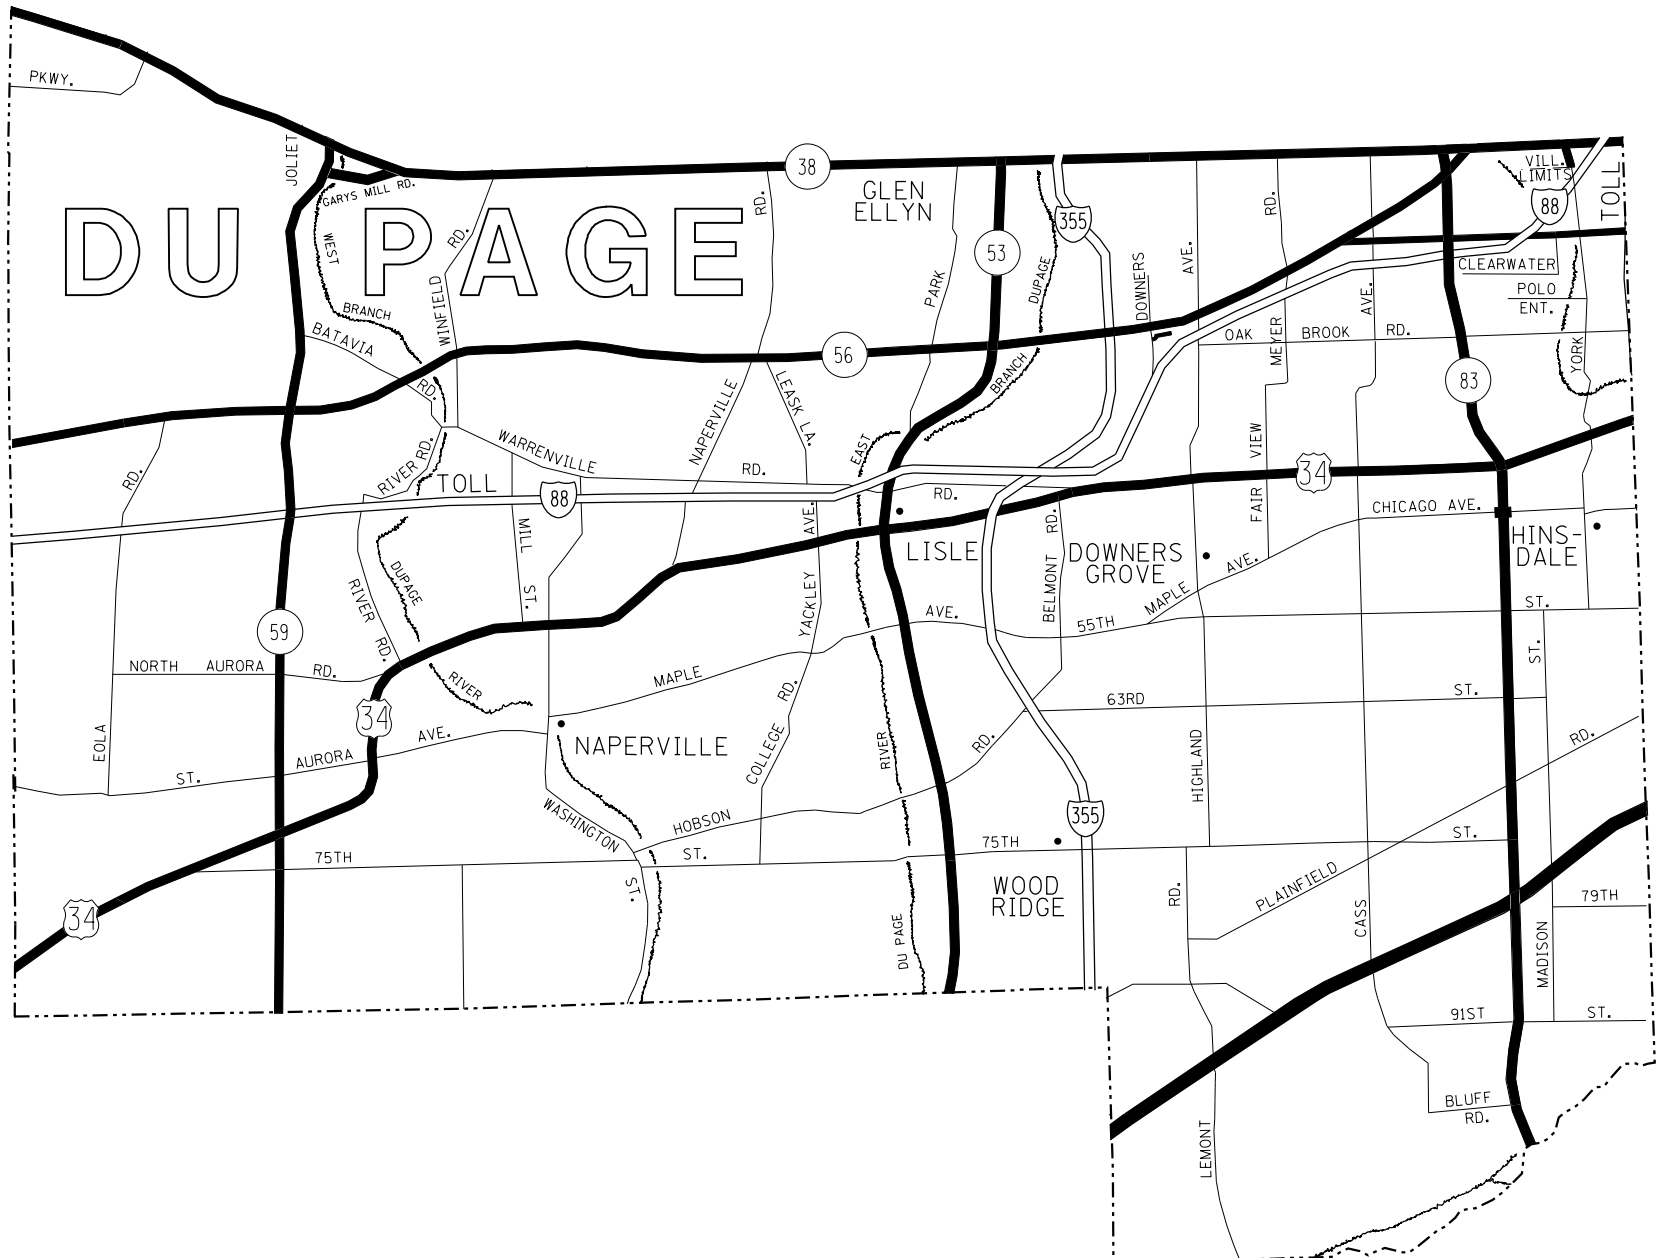 PKWY.
JOLIET
GARYS MILL RD.
38
GLEN
ELLYN
RD.
VILL.
LIMITS
TOLL
88
355
DU PAGE
WEST
BRANCH
RD.
WINFIELD
BATAVIA
RD.
56
PARK
53
DUPAGE
BRANCH
DOWNERS
AVE.
RD.
MEYER
AVE.
CLEARWATER
POLO
ENT.
OAK BROOK RD.
YORK
83
NAPERVILLE
LEASK LA.
RD.
RIVER RD.
WARRENVILLE
RD.
EAST
FAIR VIEW
34
TOLL
88
RD.
AVE.
RD.
CHICAGO AVE.
HINS-
DALE
LISLE
DOWNERS
GROVE
MILL
ST.
DUPAGE
RIVER
RD.
YACKLEY
BELMONT
MAPLE
AVE.
AVE.
55TH
ST.
59
NORTH AURORA RD.
RIVER
MAPLE
ST.
34
RD.
63RD
ST.
EOLA
AURORA
AVE.
ST.
NAPERVILLE
COLLEGE
RIVER
RD.
HIGHLAND
RD.
WASHINGTON
HOBSON
355
75TH
ST.
75TH
ST.
ST.
34
WOOD
RIDGE
RD.
PLAINFIELD
CASS
79TH
DU PAGE
MADISON
91ST
ST.
BLUFF
RD.
LEMONT